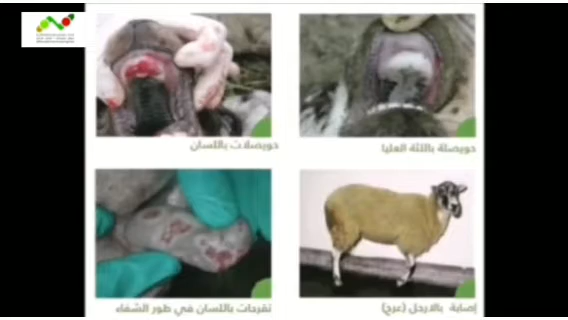 حويصلات باللسان
حويصلة باللثة العليا
تقرحات باللسان في طور الشفاء
إصابة بالارجل (عرج)